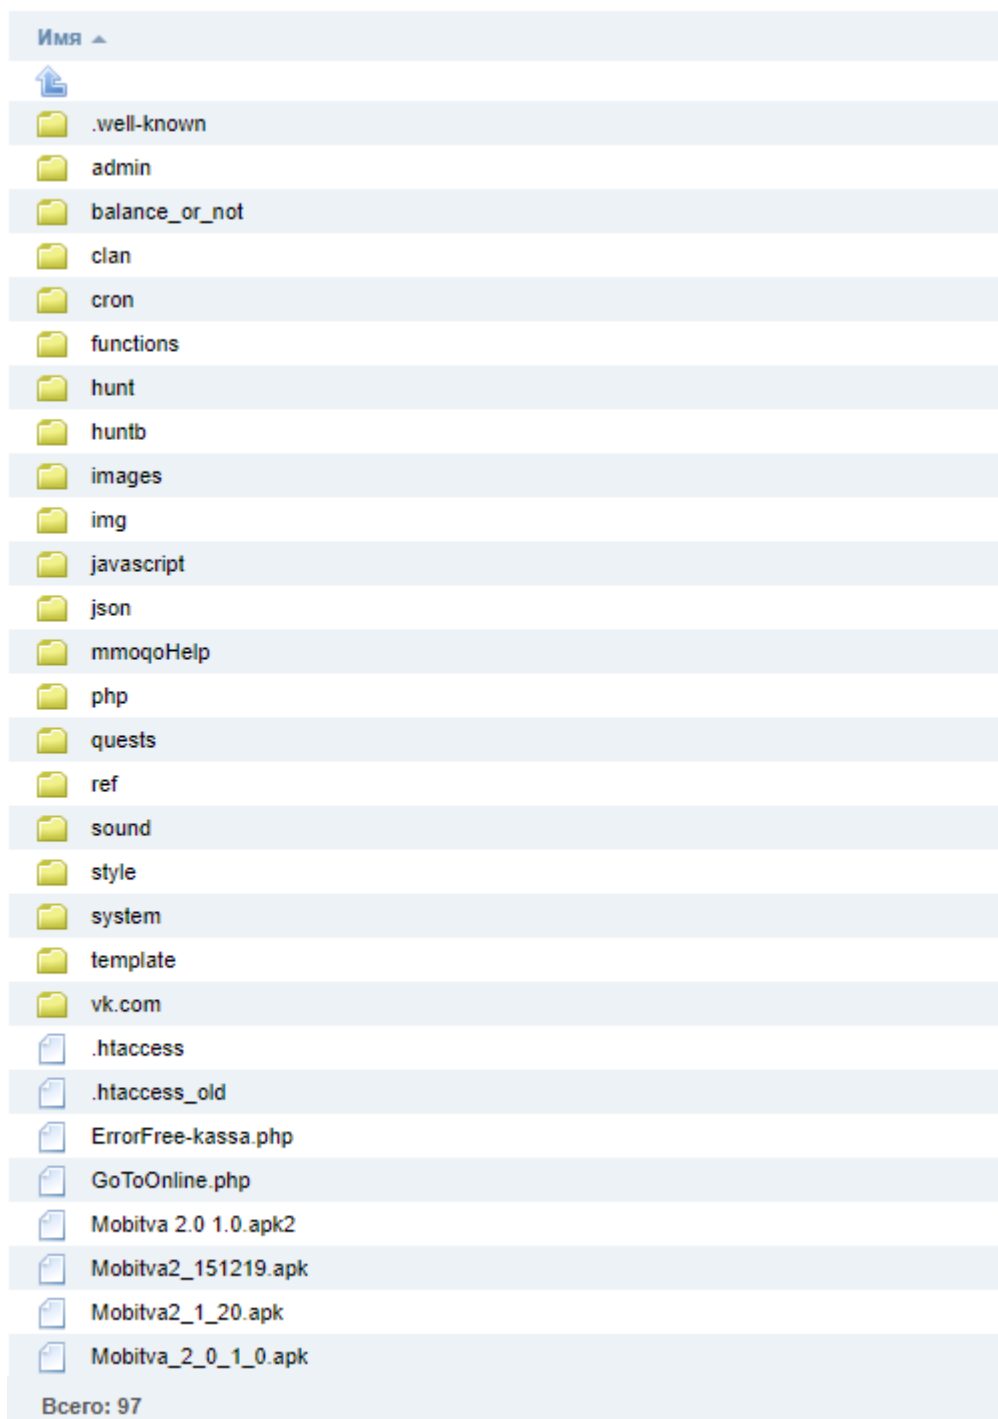 Имя
.well-known
admin
balance_or_not
clan
cron
functions
hunt
huntb
images
img
javascript
json
mmoqoHelp
php
quests
ref
sound
style
system
template
vk.com
.htaccess
.htaccess_old
ErrorFree-kassa.php
GoToOnline.php
Mobitva 2.0 1.0.apk2
Mobitva2_151219.apk
Mobitva2_1_20.apk
Mobitva_2_0_1_0.apk
Всего: 97